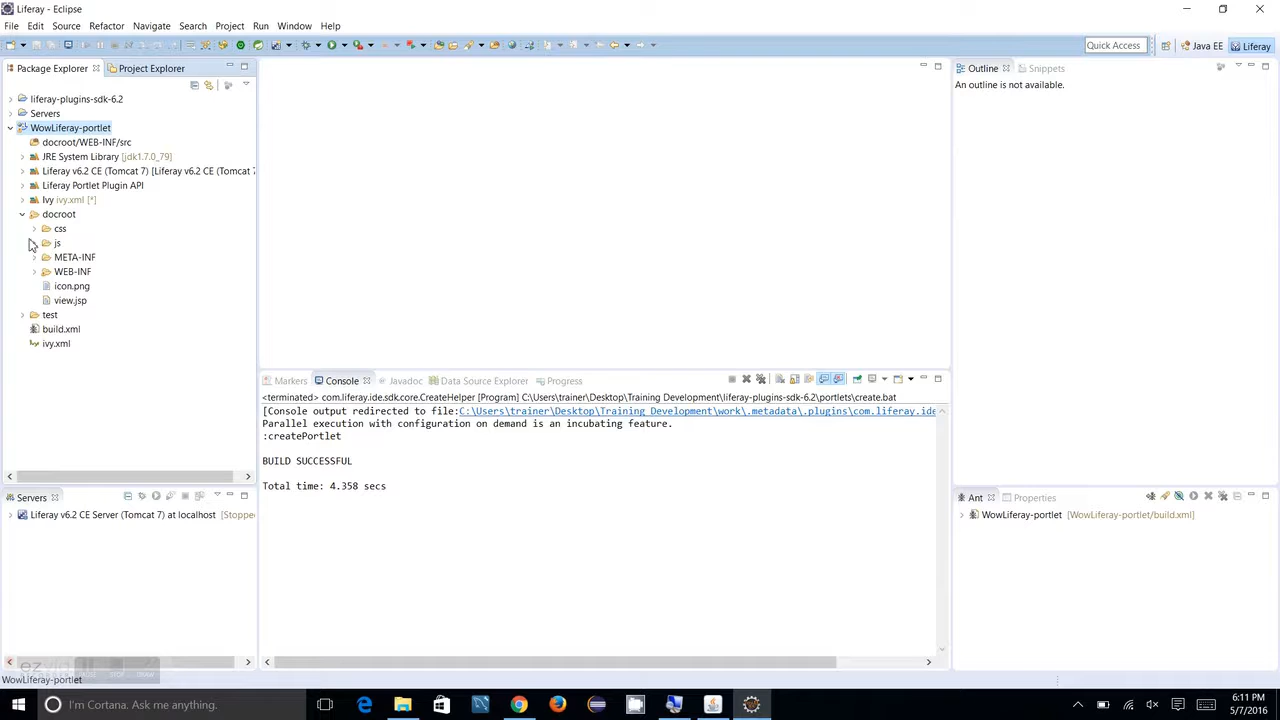 Liferay - Eclipse
File Edit Source Refactor Navigate Search Project Run Window Help
Quick Access
Java EE
Liferay
Package Explorer
Project Explorer
liferay-plugins-sdk-6.2
Servers
WowLiferay-portlet
docroot/WEB-INF/src
JRE System Library [jdk1.7.0_79]
Liferay v6.2 CE (Tomcat 7) [Liferay v6.2 CE (Tomcat 7
Liferay Portlet Plugin API
Ivy ivy.xml [*]
docroot
css
js
META-INF
WEB-INF
icon.png
view.jsp
test
build.xml
ivy.xml
Outline
Snippets
An outline is not available.
Markers
Console
Javadoc
Data Source Explorer
Progress
<terminated> com.liferay.ide.sdk.core.CreateHelper [Program] C:\Users\trainer\Desktop\Training Development\liferay-plugins-sdk-6.2\portlets\create.bat
[Console output redirected to file:C:\Users\trainer\Desktop\Training Development\work\.metadata\.plugins\com.liferay.ide
Parallel execution with configuration on demand is an incubating feature.
:createPortlet
BUILD SUCCESSFUL
Total time: 4.358 secs
Servers
Liferay v6.2 CE Server (Tomcat 7) at localhost [Stoppe
Ant
Properties
WowLiferay-portlet [WowLiferay-portlet/build.xml]
PAUSE STOP DRAW
WowLiferay-portlet
I'm Cortana. Ask me anything.
6:11 PM
5/7/2016